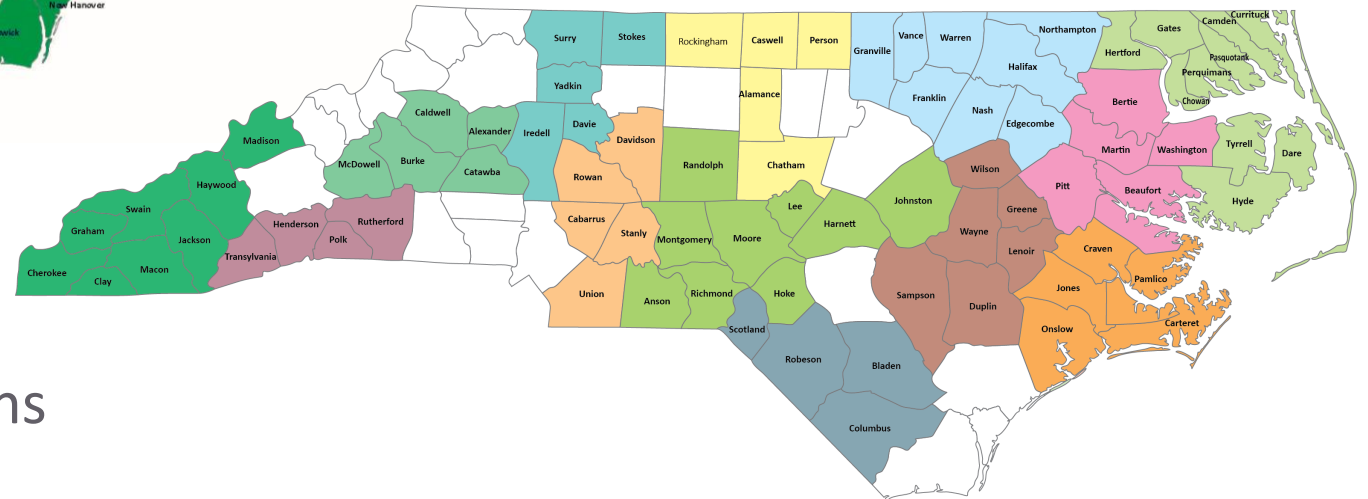 New Hanover
wick
Currituck
Camden
Gates
Northampton
Surry
Stokes
Rockingham
Caswell
Person
Granville
Vance
Warren
Hertford
Pasquotank
Halifax
Perquimans
Yadkin
Alamance
Franklin
Bertie
Chowan
Nash
Caldwell
Edgecombe
Davie
Alexander
Iredell
Davidson
Madison
Martin
Washington
Tyrrell
Dare
McDowell
Burke
Randolph
Chatham
Catawba
Wilson
Rowan
Haywood
Pitt
Beaufort
Johnston
Hyde
Lee
Swain
Greene
Cabarrus
Rutherford
Henderson
Harnett
Graham
Stanly
Wayne
Jackson
Polk
Montgomery
Moore
Craven
Lenoir
Transylvania
Macon
Cherokee
Clay
Pamlico
Jones
Union
Richmond
Hoke
Sampson
Anson
Duplin
Carteret
Scotland
Onslow
Robeson
Bladen
ns
Columbus